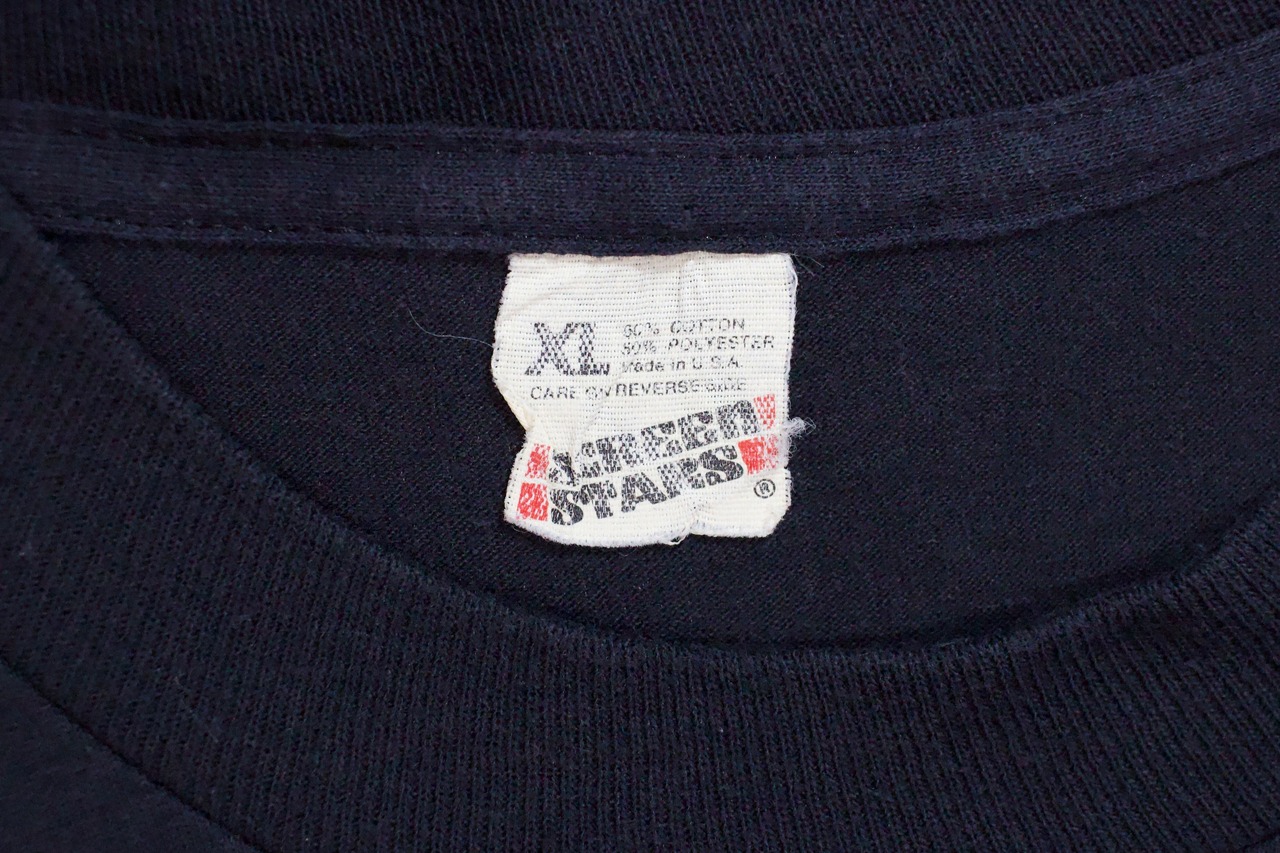 XL
50% COTTON
50% POLYESTER
Made in U.S.A.
CARE ON REVERSE SIDE
SCREEN
STARS
®